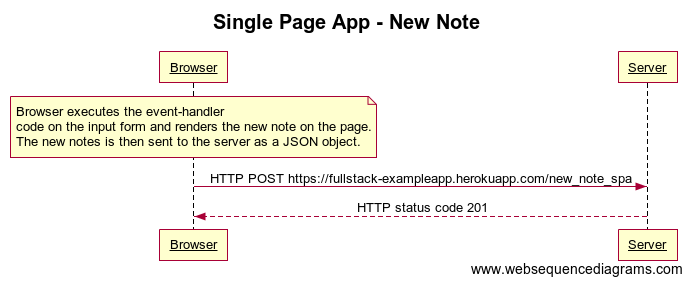 Single Page App - New Note
Browser
Server
Browser executes the event-handler
code on the input form and renders the new note on the page.
The new notes is then sent to the server as a JSON object.
HTTP POST https://fullstack-exampleapp.herokuapp.com/new_note_spa
HTTP status code 201
Browser
Server
www.websequencediagrams.com